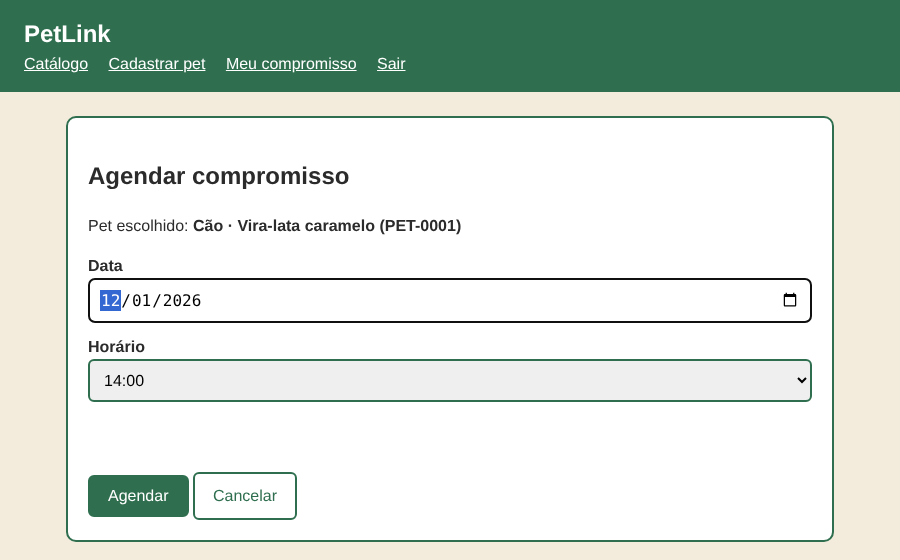 PetLink
Catálogo Cadastrar pet Meu compromisso Sair
Agendar compromisso
Pet escolhido: Cão · Vira-lata caramelo (PET-0001)
Data
12/01/2026
Horário
14:00
Agendar Cancelar